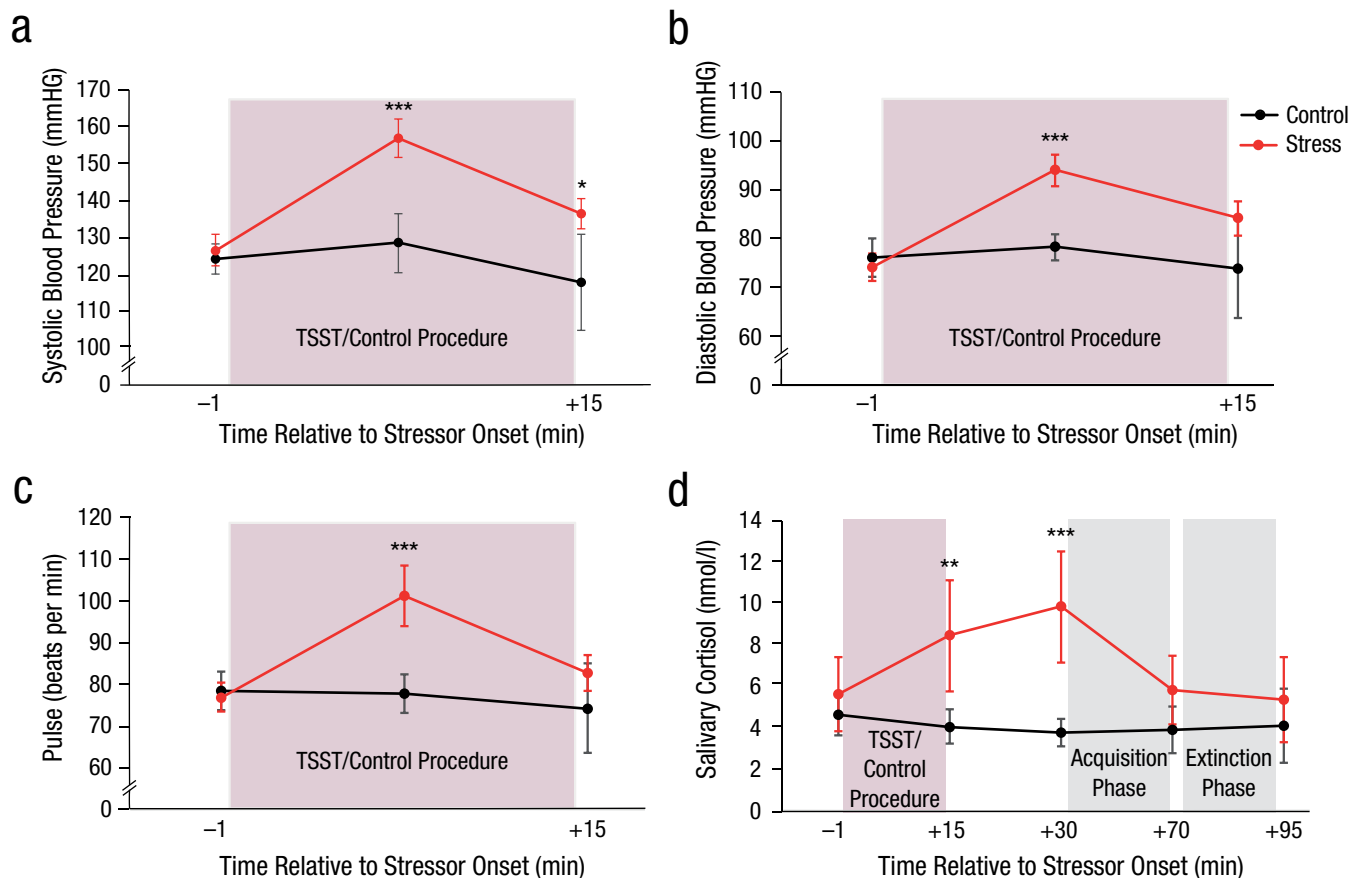 a
Systolic Blood Pressure (mmHG)
170
160
150
140
130
120
110
100
0
***
*
TSST/Control Procedure
–1
+15
Time Relative to Stressor Onset (min)
b
Diastolic Blood Pressure (mmHG)
110
100
90
80
70
60
0
***
TSST/Control Procedure
Control
Stress
–1
+15
Time Relative to Stressor Onset (min)
c
Pulse (beats per min)
120
110
100
90
80
70
60
0
***
TSST/Control Procedure
–1
+15
Time Relative to Stressor Onset (min)
d
Salivary Cortisol (nmol/l)
14
12
10
8
6
4
2
0
**
***
TSST/
Control
Procedure
Acquisition
Phase
Extinction
Phase
–1
+15
+30
+70
+95
Time Relative to Stressor Onset (min)